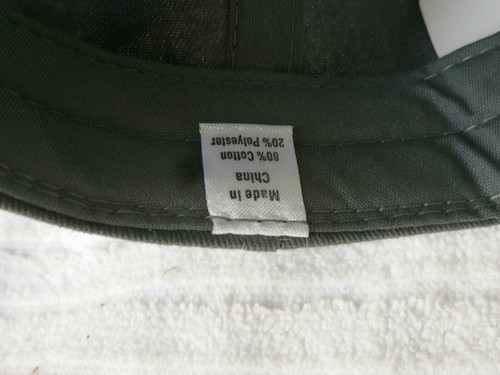 Made in
China
80% Cotton
20% Polyester